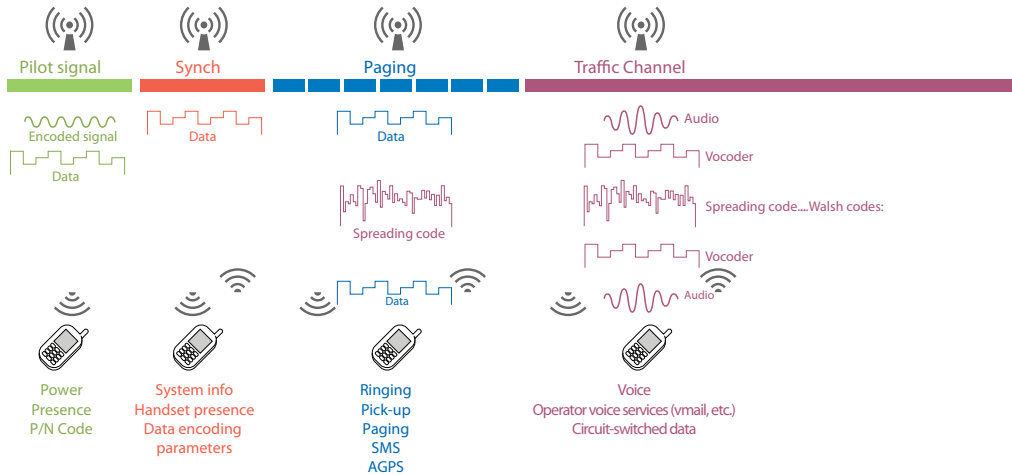 Pilot signal
Synch
Paging
Traffic Channel
Encoded signal
Data
Data
Data
Audio
Vocoder
Spreading code
Spreading code....Walsh codes:
Vocoder
Data
Audio
Power
Presence
P/N Code
System info
Handset presence
Data encoding
parameters
Ringing
Pick-up
Paging
SMS
AGPS
Voice
Operator voice services (vmail, etc.)
Circuit-switched data